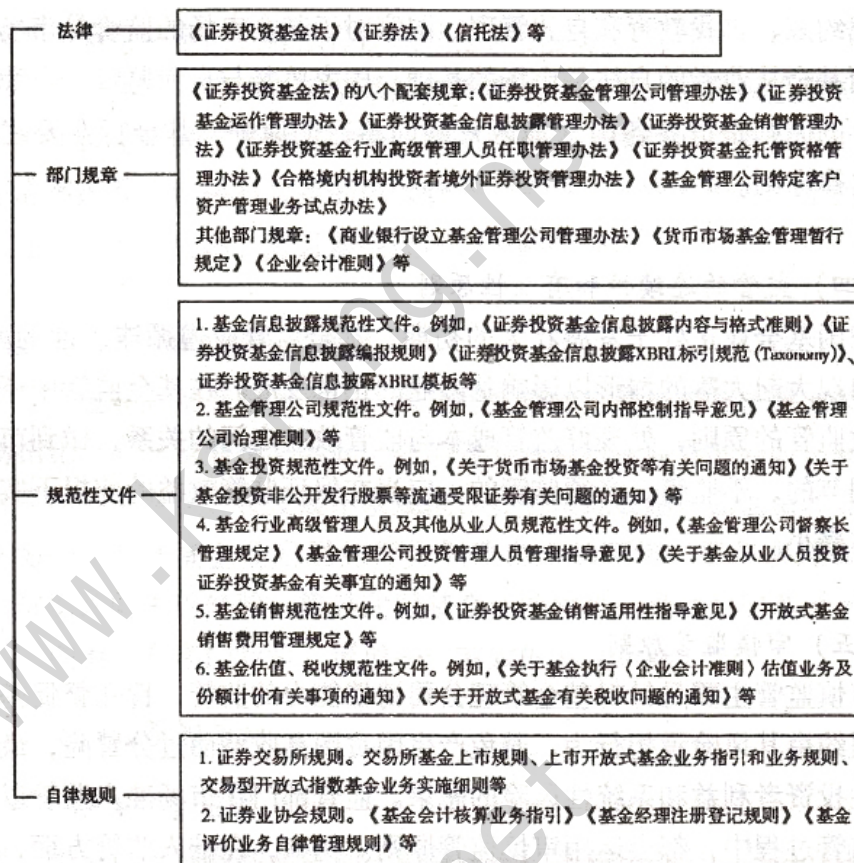 法律
《证券投资基金法》《证券法》《信托法》等
部门规章
《证券投资基金法》的八个配套规章:《证券投资基金管理公司管理办法》《证券投资
基金运作管理办法》《证券投资基金信息披露管理办法》《证券投资基金销售管理办
法》《证券投资基金行业高级管理人员任职管理办法》《证券投资基金托管资格管
理办法》《合格境内机构投资者境外证券投资管理办法》《基金管理公司特定客户
资产管理业务试点办法》
其他部门规章:《商业银行设立基金管理公司管理办法》《货币市场基金管理暂行
规定》《企业会计准则》等
规范性文件
1. 基金信息披露规范性文件。例如,《证券投资基金信息披露内容与格式准则》《证
券投资基金信息披露编报规则》《证券投资基金信息披露XBRL标引规范 (Taxonomy)》、
证券投资基金信息披露XBRL模板等
2. 基金管理公司规范性文件。例如,《基金管理公司内部控制指导意见》《基金管理
公司治理准则》等
3. 基金投资规范性文件。例如,《关于货币市场基金投资等有关问题的通知》《关于
基金投资非公开发行股票等流通受限证券有关问题的通知》等
4. 基金行业高级管理人员及其他从业人员规范性文件。例如,《基金管理公司督察长
管理规定》《基金管理公司投资管理人员管理指导意见》《关于基金从业人员投资
证券投资基金有关事宜的通知》等
5. 基金销售规范性文件。例如,《证券投资基金销售适用性指导意见》《开放式基金
销售费用管理规定》等
6. 基金估值、税收规范性文件。例如,《关于基金执行〈企业会计准则〉估值业务及
份额计价有关事项的通知》《关于开放式基金有关税收问题的通知》等
自律规则
1. 证券交易所规则。交易所基金上市规则、上市开放式基金业务指引和业务规则、
交易型开放式指数基金业务实施细则等
2. 证券业协会规则。《基金会计核算业务指引》《基金经理注册登记规则》《基金
评价业务自律管理规则》等
www.kstong.net